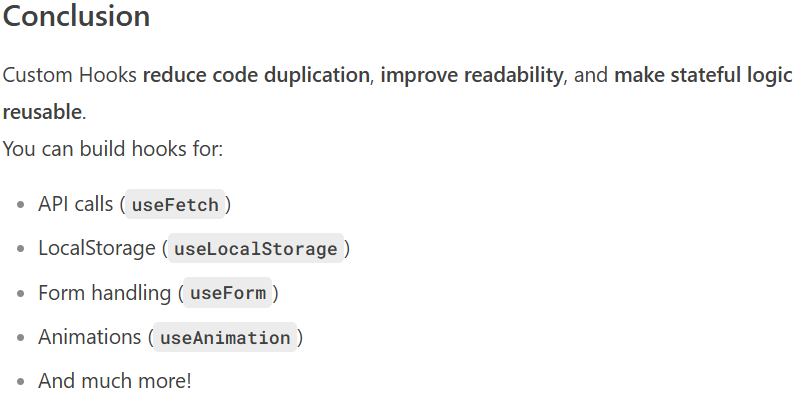 Conclusion
Custom Hooks reduce code duplication, improve readability, and make stateful logic
reusable.
You can build hooks for:
• API calls (useFetch)
• LocalStorage (useLocalStorage)
• Form handling (useForm)
• Animations (useAnimation)
• And much more!